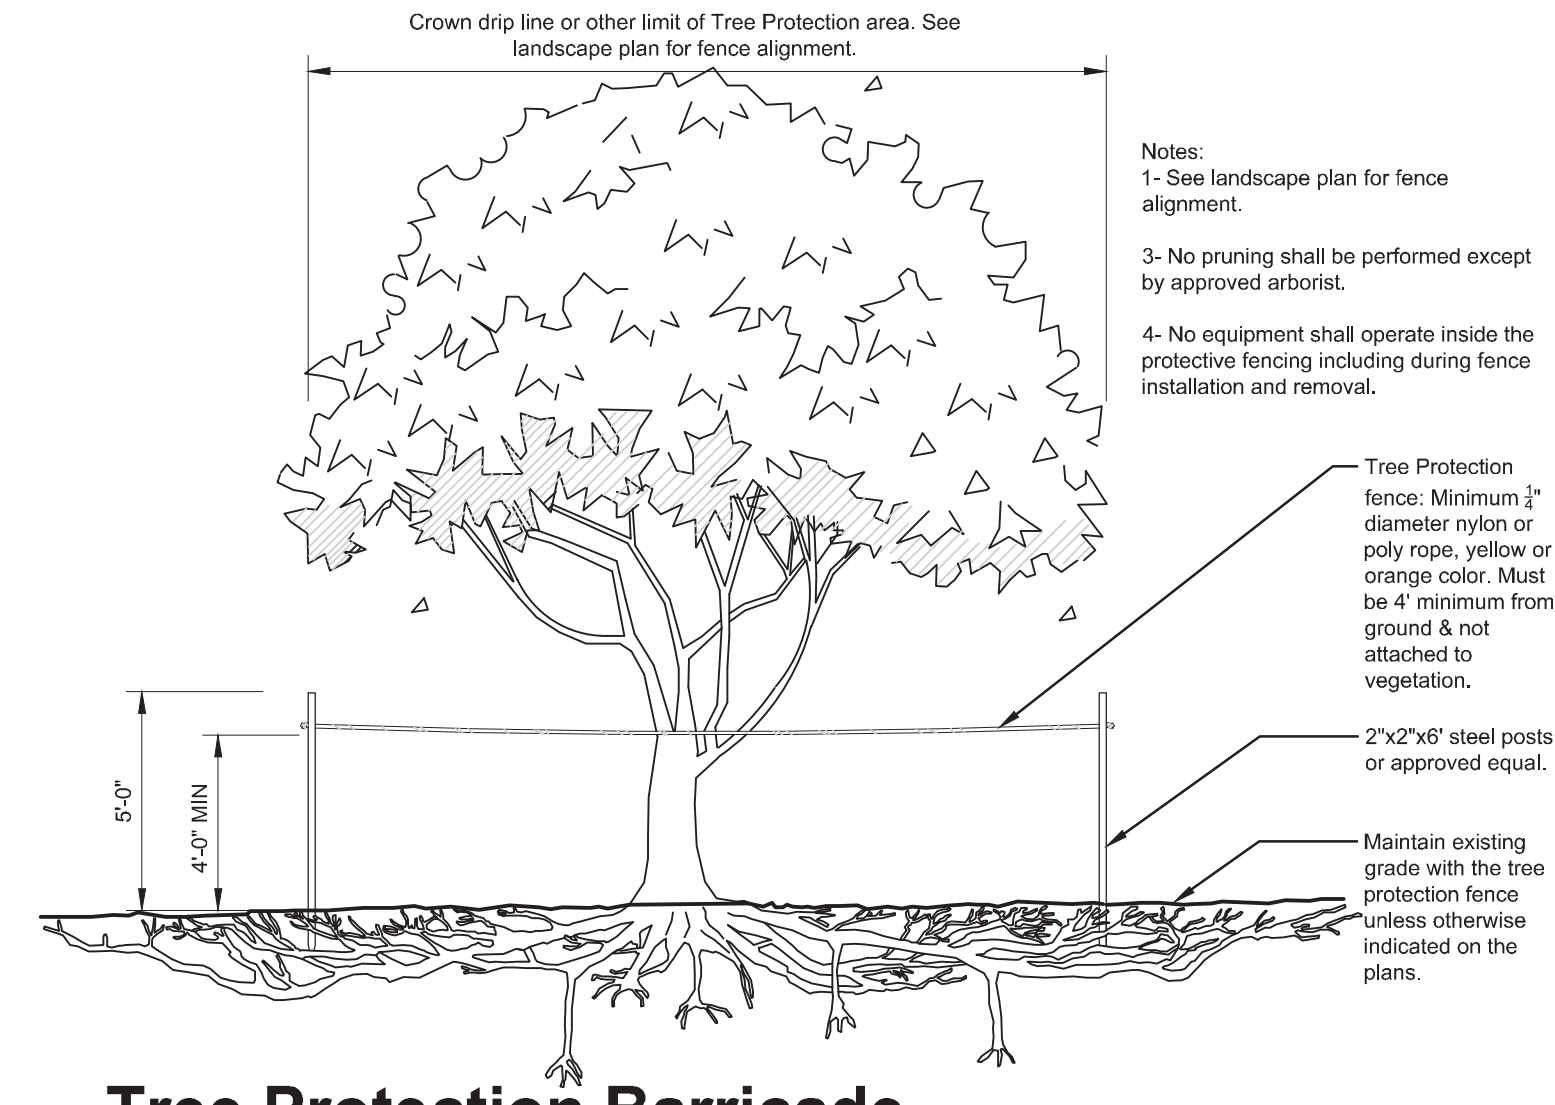 Crown drip line or other limit of Tree Protection area. See
landscape plan for fence alignment.
Notes:
1- See landscape plan for fence
alignment.
3- No pruning shall be performed except
by approved arborist.
4- No equipment shall operate inside the
protective fencing including during fence
installation and removal.
Tree Protection
fence: Minimum 1/4"
diameter nylon or
poly rope, yellow or
orange color. Must
be 4' minimum from
ground & not
attached to
vegetation.
2"x2"x6' steel posts
or approved equal.
Maintain existing
grade with the tree
protection fence
unless otherwise
indicated on the
plans.
5'-0"
4'-0" MIN
Tree Protection Barricade